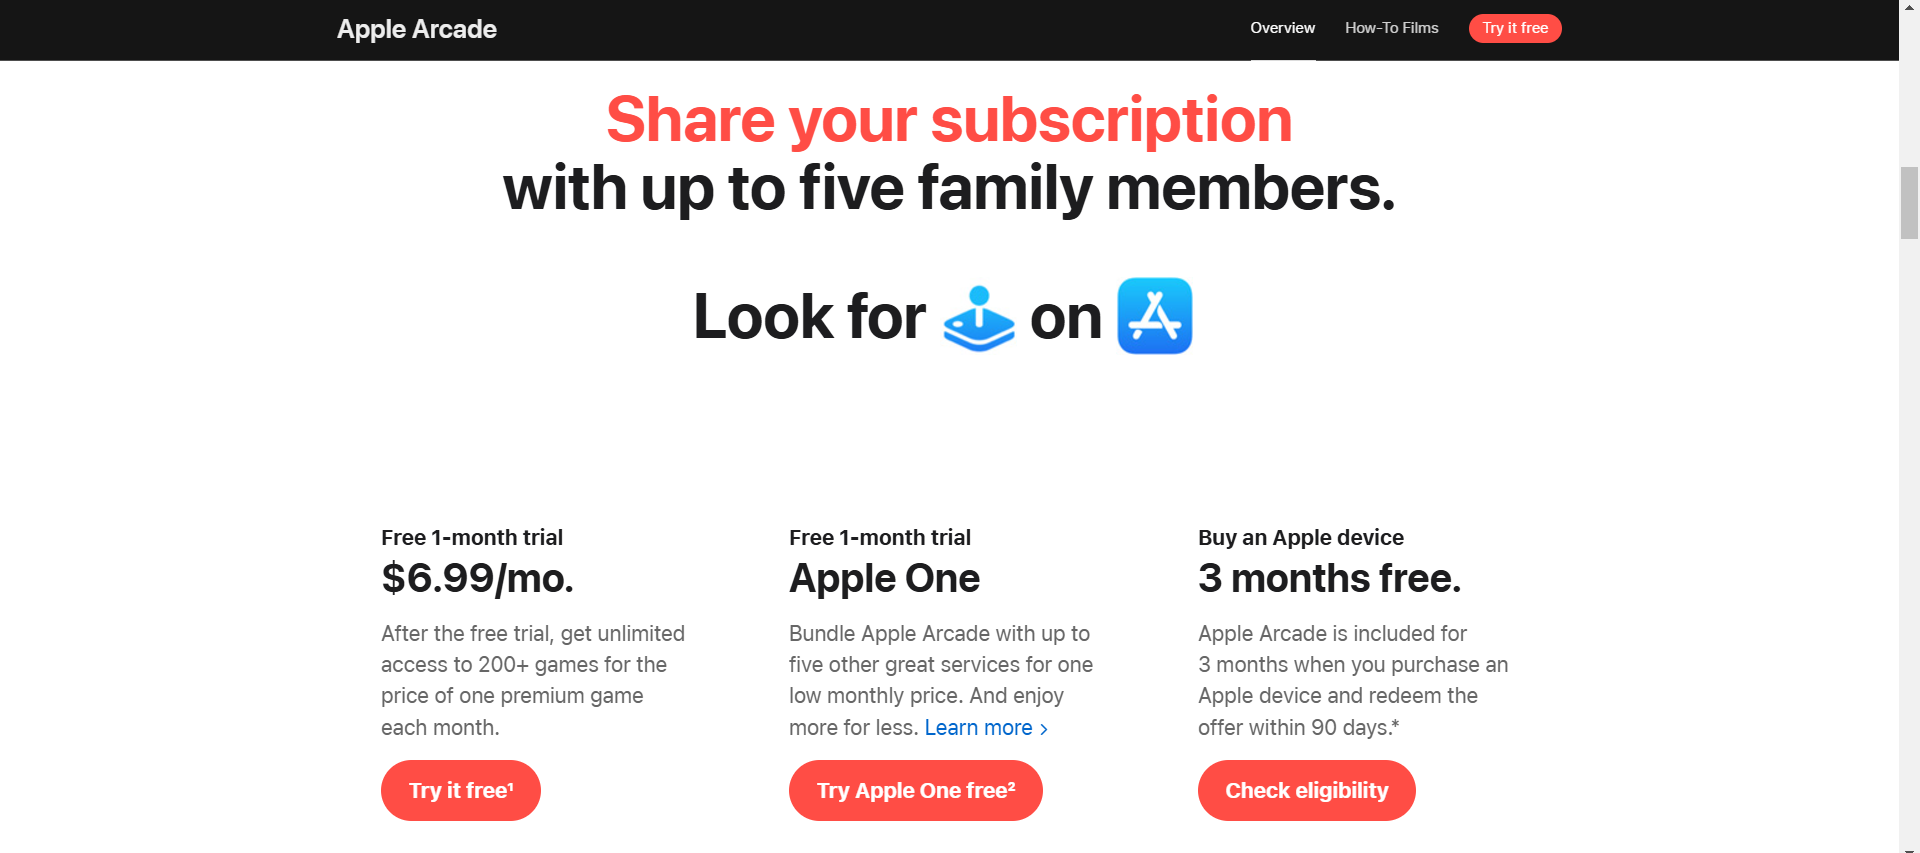 Apple Arcade
Overview
How-To Films
Try it free
Share your subscription
with up to five family members.
Look for on
Free 1-month trial
$6.99/mo.
After the free trial, get unlimited
access to 200+ games for the
price of one premium game
each month.
Try it free¹
Free 1-month trial
Apple One
Bundle Apple Arcade with up to
five other great services for one
low monthly price. And enjoy
more for less. Learn more >
Try Apple One free²
Buy an Apple device
3 months free.
Apple Arcade is included for
3 months when you purchase an
Apple device and redeem the
offer within 90 days.*
Check eligibility